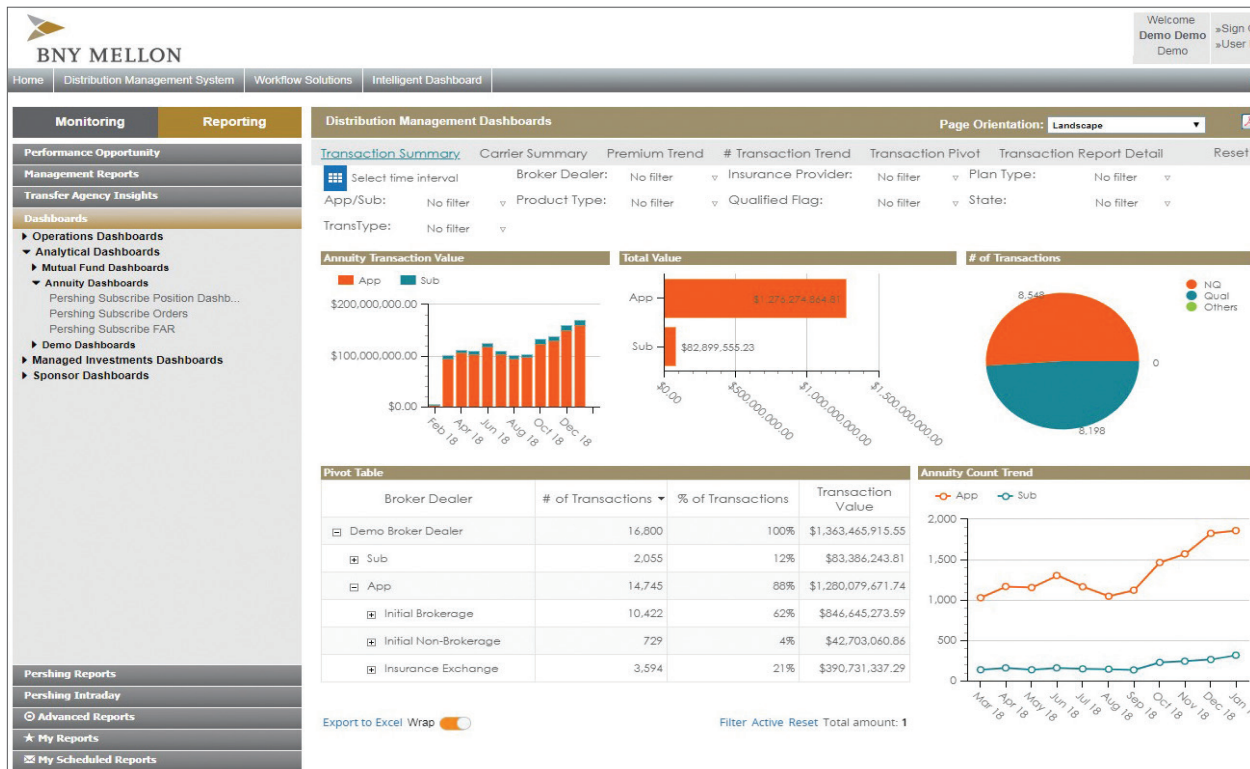 BNY MELLON
Welcome
Demo Demo
Demo
»Sign
»User
Home Distribution Management System Workflow Solutions Intelligent Dashboard
Monitoring Reporting
Performance Opportunity
Management Reports
Transfer Agency Insights
Dashboards
Operations Dashboards
Analytical Dashboards
Mutual Fund Dashboards
Annuity Dashboards
Pershing Subscribe Position Dashb...
Pershing Subscribe Orders
Pershing Subscribe FAR
Demo Dashboards
Managed Investments Dashboards
Sponsor Dashboards
Pershing Reports
Pershing Intraday
Advanced Reports
My Reports
My Scheduled Reports
Distribution Management Dashboards Page Orientation: Landscape
Transaction Summary Carrier Summary Premium Trend # Transaction Trend Transaction Pivot Transaction Report Detail Reset
Select time interval Broker Dealer: No filter Insurance Provider: No filter Plan Type: No filter
App/Sub: No filter Product Type: No filter Qualified Flag: No filter State: No filter
TransType: No filter
Annuity Transaction Value
App Sub
$200,000,000.00
$100,000,000.00
$0.00
Feb 18 Apr 18 Jun 18 Aug 18 Oct 18 Dec 18
Total Value
App $1,276,274,864.81
Sub $82,899,555.23
$0.00 $500,000,000.00 $1,000,000,000.00 $1,500,000,000.00
# of Transactions
8,548
0
8,198
NQ
Qual
Others
Pivot Table
Broker Dealer # of Transactions % of Transactions Transaction Value
Demo Broker Dealer 16,800 100% $1,363,465,915.55
Sub 2,055 12% $83,386,243.81
App 14,745 88% $1,280,079,671.74
Initial Brokerage 10,422 62% $846,645,273.59
Initial Non-Brokerage 729 4% $42,703,060.86
Insurance Exchange 3,594 21% $390,731,337.29
Export to Excel Wrap Filter Active Reset Total amount: 1
Annuity Count Trend
App Sub
2,000
1,500
1,000
500
0
Mar 18 Apr 18 May 18 Jun 18 Jul 18 Aug 18 Sep 18 Oct 18 Nov 18 Dec 18 Jan 1